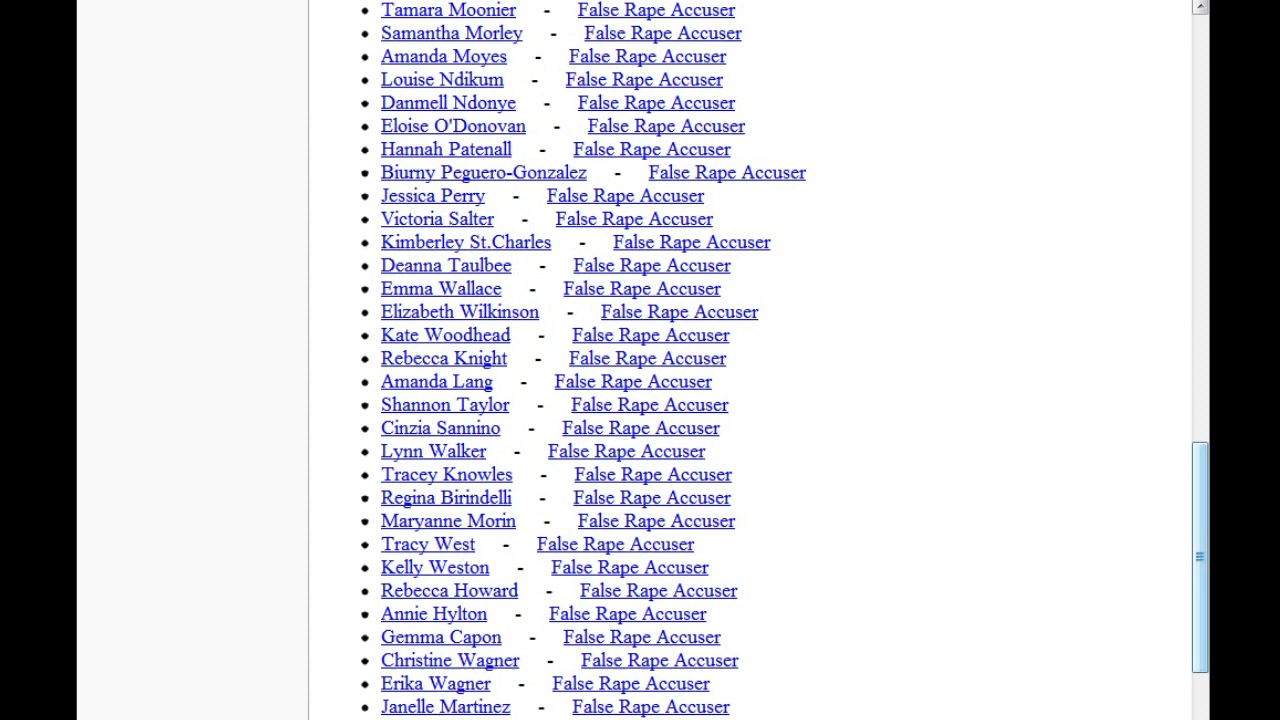 Tamara Moonier - False Rape Accuser
Samantha Morley - False Rape Accuser
Amanda Moyes - False Rape Accuser
Louise Ndikum - False Rape Accuser
Danmell Ndonye - False Rape Accuser
Eloise O'Donovan - False Rape Accuser
Hannah Patenall - False Rape Accuser
Biurny Peguero-Gonzalez - False Rape Accuser
Jessica Perry - False Rape Accuser
Victoria Salter - False Rape Accuser
Kimberley St.Charles - False Rape Accuser
Deanna Taulbee - False Rape Accuser
Emma Wallace - False Rape Accuser
Elizabeth Wilkinson - False Rape Accuser
Kate Woodhead - False Rape Accuser
Rebecca Knight - False Rape Accuser
Amanda Lang - False Rape Accuser
Shannon Taylor - False Rape Accuser
Cinzia Sannino - False Rape Accuser
Lynn Walker - False Rape Accuser
Tracey Knowles - False Rape Accuser
Regina Birindelli - False Rape Accuser
Maryanne Morin - False Rape Accuser
Tracy West - False Rape Accuser
Kelly Weston - False Rape Accuser
Rebecca Howard - False Rape Accuser
Annie Hylton - False Rape Accuser
Gemma Capon - False Rape Accuser
Christine Wagner - False Rape Accuser
Erika Wagner - False Rape Accuser
Janelle Martinez - False Rape Accuser